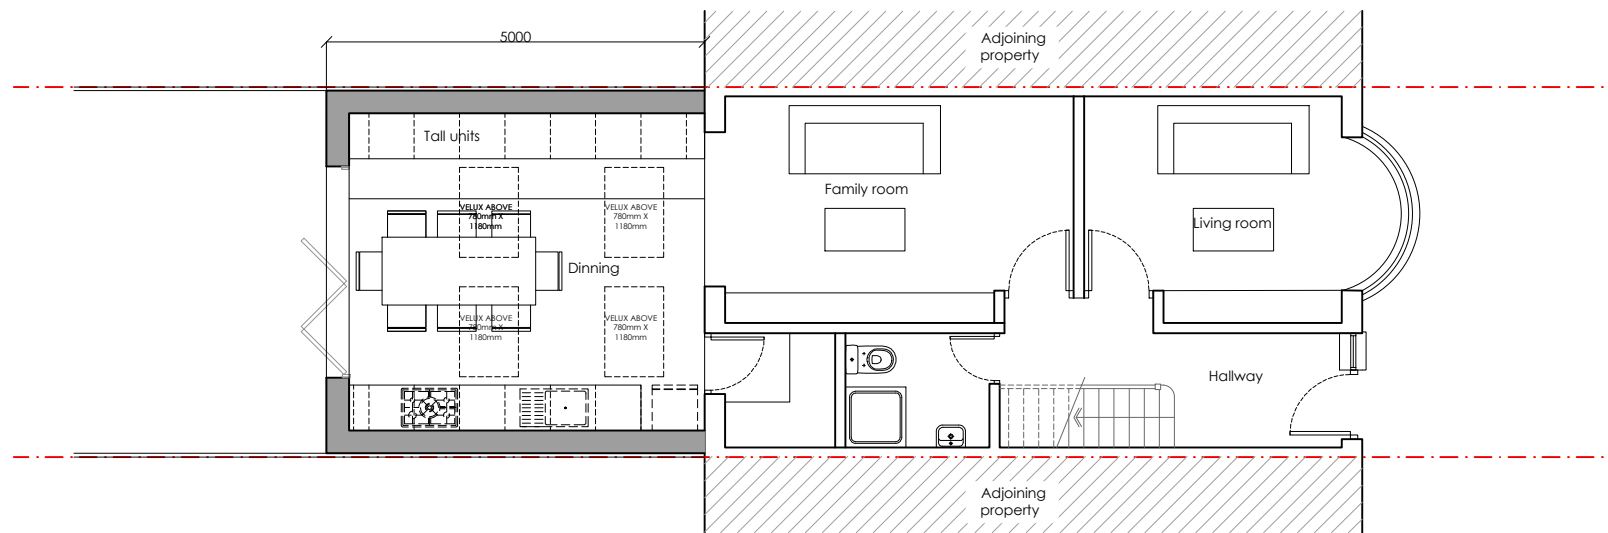 5000
Adjoining
property
Tall units
Family room
Living room
VELUX ABOVE
780mm X
1180mm
VELUX ABOVE
780mm X
1180mm
Dinning
VELUX ABOVE
780mm X
1180mm
VELUX ABOVE
780mm X
1180mm
Hallway
Adjoining
property